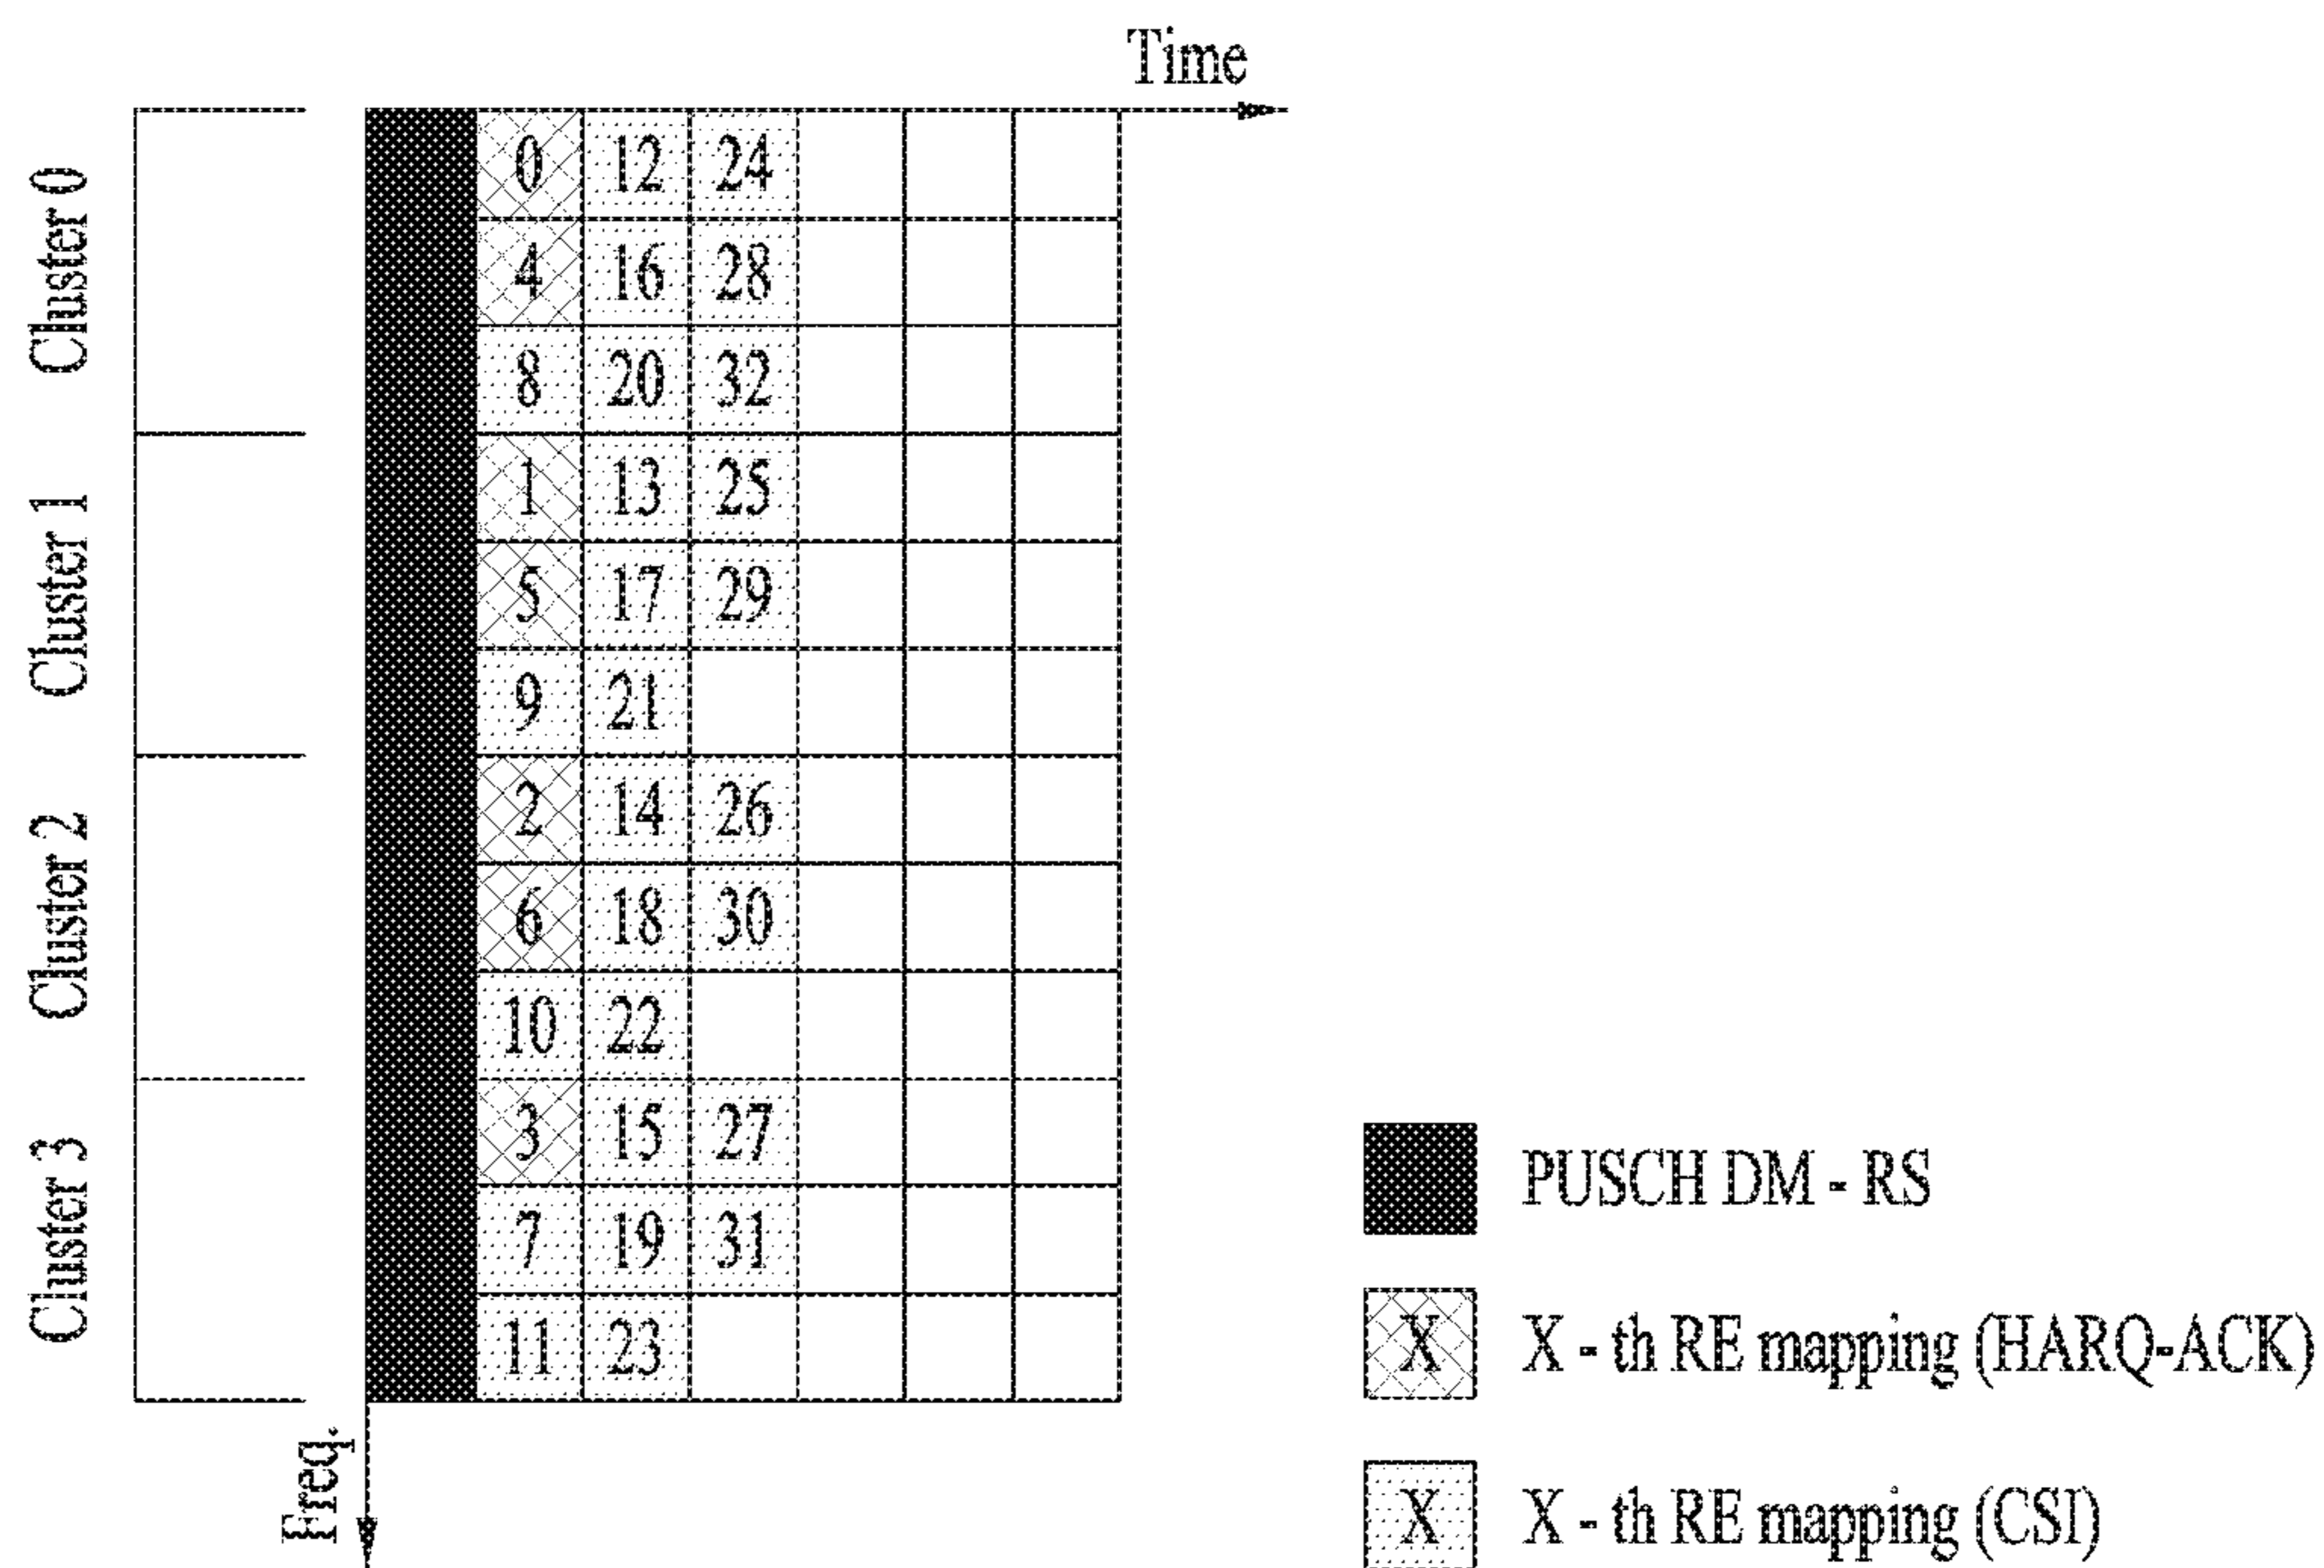 Time
Cluster 0
0 12 24
4 16 28
8 20 32
Cluster 1
1 13 25
5 17 29
9 21
Cluster 2
2 14 26
6 18 30
10 22
Cluster 3
3 15 27
7 19 31
11 23
Freq.
PUSCH DM - RS
X X - th RE mapping (HARQ-ACK)
X X - th RE mapping (CSI)